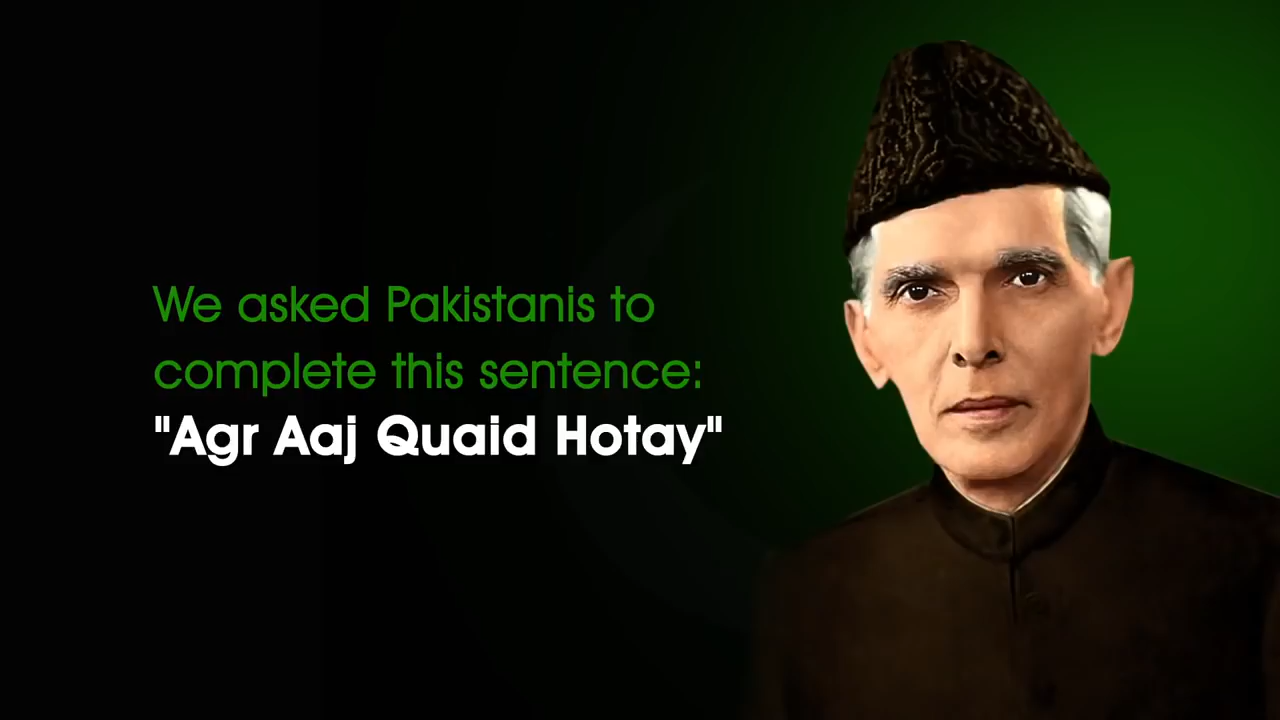 We asked Pakistanis to
complete this sentence:
"Agr Aaj Quaid Hotay"